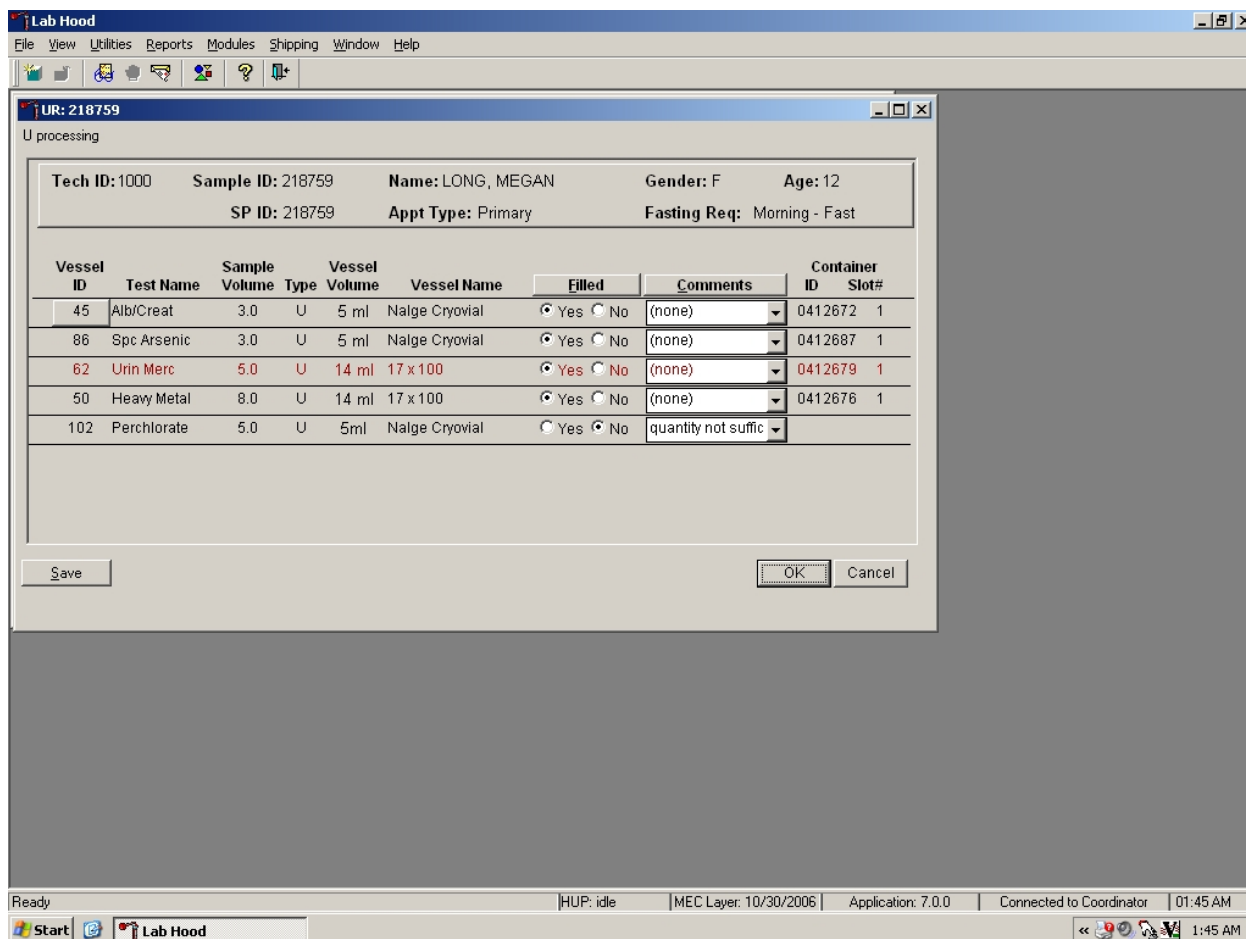 Lab Hood
File View Utilities Reports Modules Shipping Window Help
UR: 218759
U processing
Tech ID: 1000 Sample ID: 218759 Name: LONG, MEGAN Gender: F Age: 12
SP ID: 218759 Appt Type: Primary Fasting Req: Morning - Fast
Vessel Sample Vessel Container
ID Test Name Volume Type Volume Vessel Name Filled Comments ID Slot#
45 Alb/Creat 3.0 U 5 ml Nalge Cryovial Yes No (none) 0412672 1
86 Spc Arsenic 3.0 U 5 ml Nalge Cryovial Yes No (none) 0412687 1
62 Urin Merc 5.0 U 14 ml 17 x 100 Yes No (none) 0412679 1
50 Heavy Metal 8.0 U 14 ml 17 x 100 Yes No (none) 0412676 1
102 Perchlorate 5.0 U 5ml Nalge Cryovial Yes No quantity not suffic
Save OK Cancel
Ready HUP: idle MEC Layer: 10/30/2006 Application: 7.0.0 Connected to Coordinator 01:45 AM
Start Lab Hood « 1:45 AM